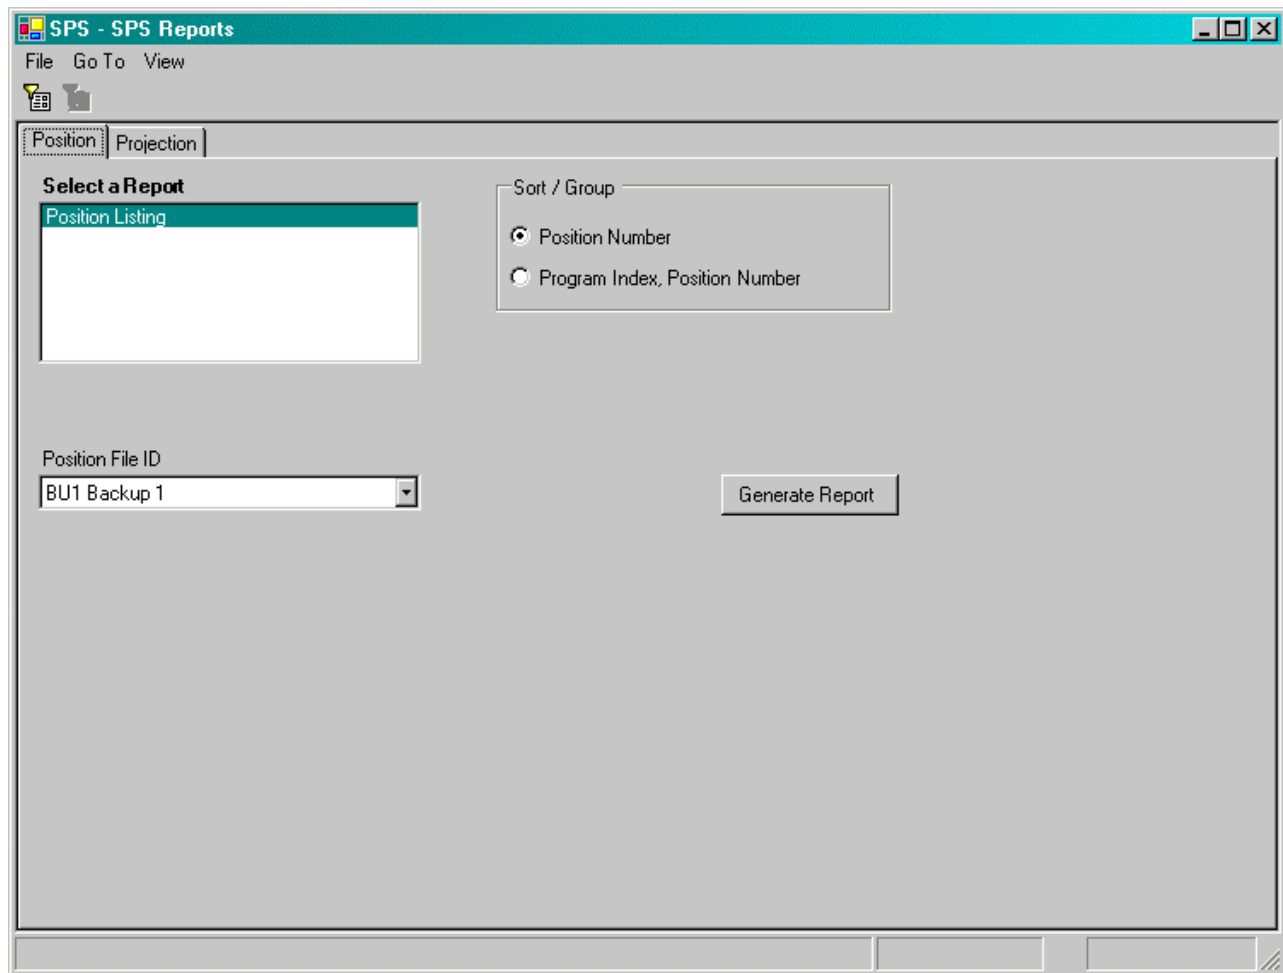 SPS - SPS Reports
File Go To View
Position Projection
Select a Report
Position Listing
Sort / Group
Position Number
Program Index, Position Number
Position File ID
BU1 Backup 1
Generate Report